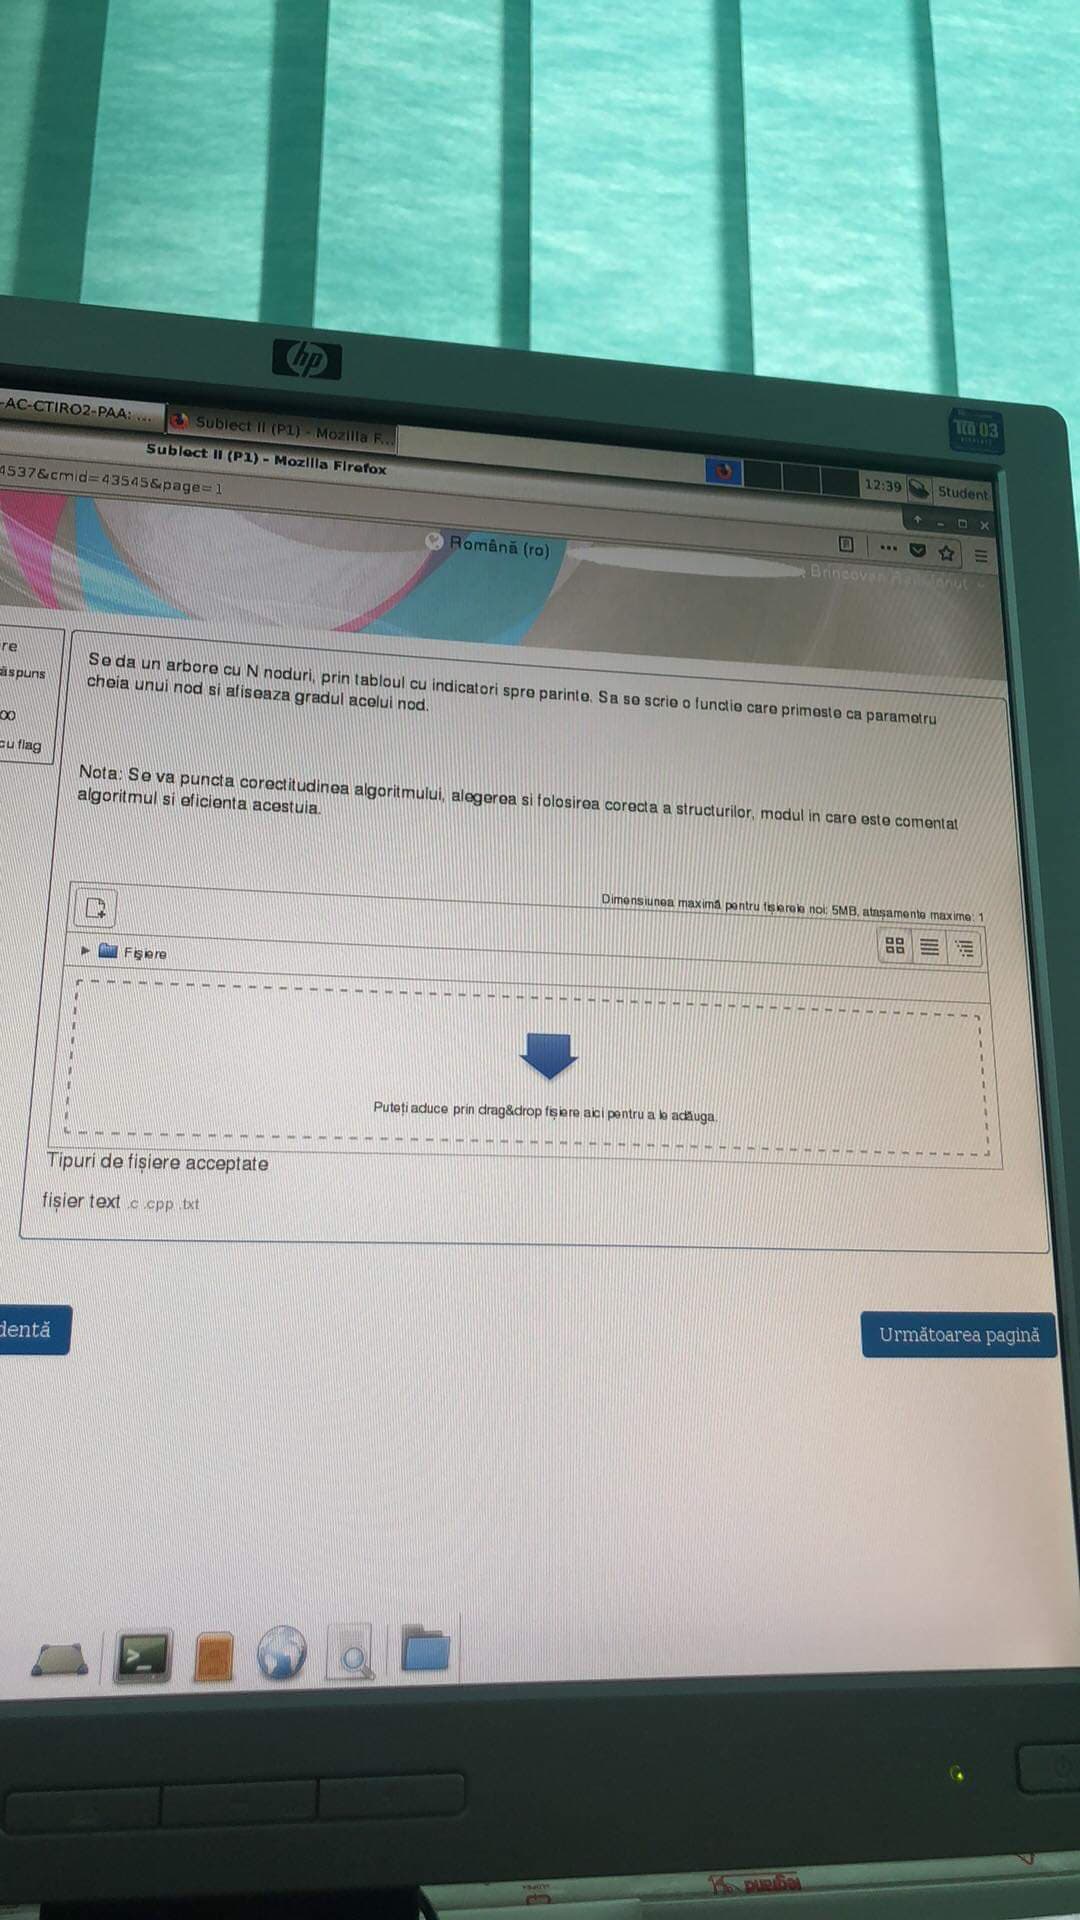 hp
TCO 03
-AC-CTIRO2-PAA: ...
Subiect II (P1) - Mozilla F...
Subiect II (P1) - Mozilla Firefox
12:39
Student
4537&cmid=43545&page=1
Română (ro)
re
ăspuns
00
cu flag
Se da un arbore cu N noduri, prin tabloul cu indicatori spre parinte. Sa se scrie o functie care primeste ca parametru
cheia unui nod si afiseaza gradul acelui nod.
Nota: Se va puncta corectitudinea algoritmului, alegerea si folosirea corecta a structurilor, modul in care este comentat
algoritmul si eficienta acestuia.
Dimensiunea maximă pentru fișierele noi: 5MB, atașamente maxime: 1
Fișiere
Puteți aduce prin drag&drop fișiere aici pentru a le adăuga.
Tipuri de fișiere acceptate
fișier text .c .cpp .txt
dentă
Următoarea pagină
legrand